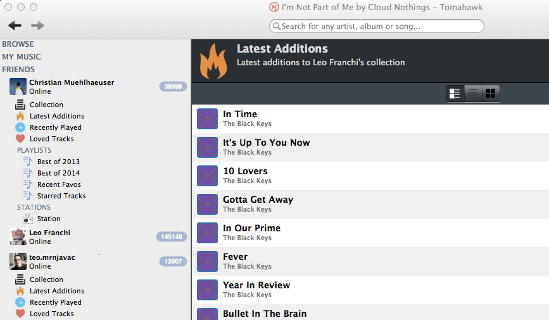 I'm Not Part of Me by Cloud Nothings - Tomahawk
Search for any artist, album or song...
BROWSE
MY MUSIC
FRIENDS
Christian Muehlhaeuser
Online
38999
Collection
Latest Additions
Recently Played
Loved Tracks
PLAYLISTS
Best of 2013
Best of 2014
Recent Favos
Starred Tracks
STATIONS
Station
Leo Franchi
Online
145148
teo.mrnjavac
Online
13907
Collection
Latest Additions
Recently Played
Loved Tracks
Latest Additions
Latest additions to Leo Franchi's collection
In Time
The Black Keys
It's Up To You Now
The Black Keys
10 Lovers
The Black Keys
Gotta Get Away
The Black Keys
In Our Prime
The Black Keys
Fever
The Black Keys
Year In Review
The Black Keys
Bullet In The Brain